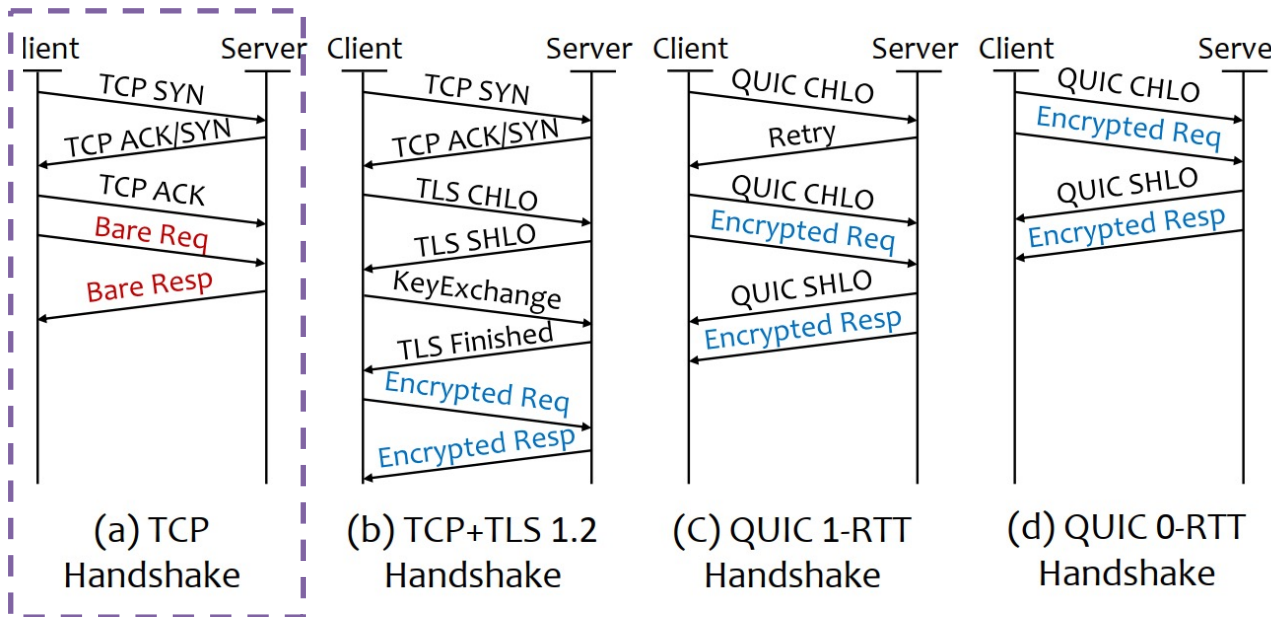 lient Server
TCP SYN
TCP ACK/SYN
TCP ACK
Bare Req
Bare Resp
(a) TCP
Handshake
Client Server
TCP SYN
TCP ACK/SYN
TLS CHLO
TLS SHLO
KeyExchange
TLS Finished
Encrypted Req
Encrypted Resp
(b) TCP+TLS 1.2
Handshake
Client Server
QUIC CHLO
Retry
QUIC CHLO
Encrypted Req
QUIC SHLO
Encrypted Resp
(c) QUIC 1-RTT
Handshake
Client Serve
QUIC CHLO
Encrypted Req
QUIC SHLO
Encrypted Resp
(d) QUIC 0-RTT
Handshake